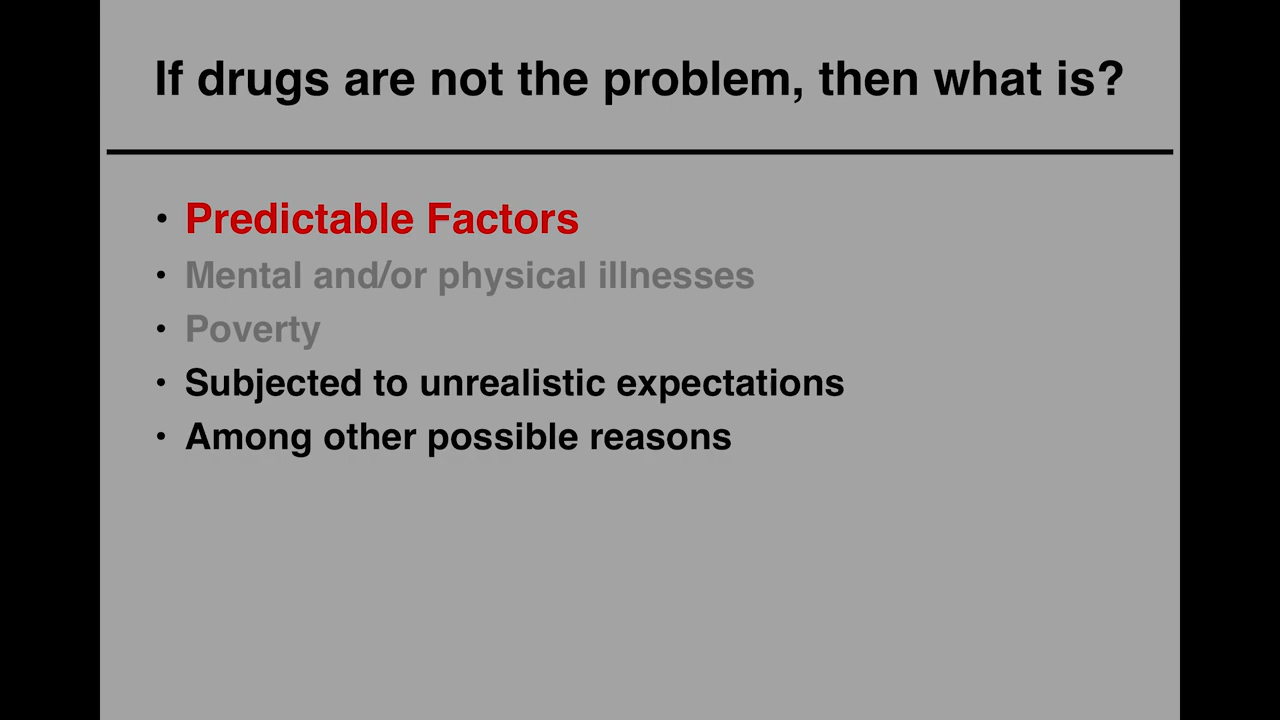 If drugs are not the problem, then what is?
• Predictable Factors
• Mental and/or physical illnesses
• Poverty
• Subjected to unrealistic expectations
• Among other possible reasons